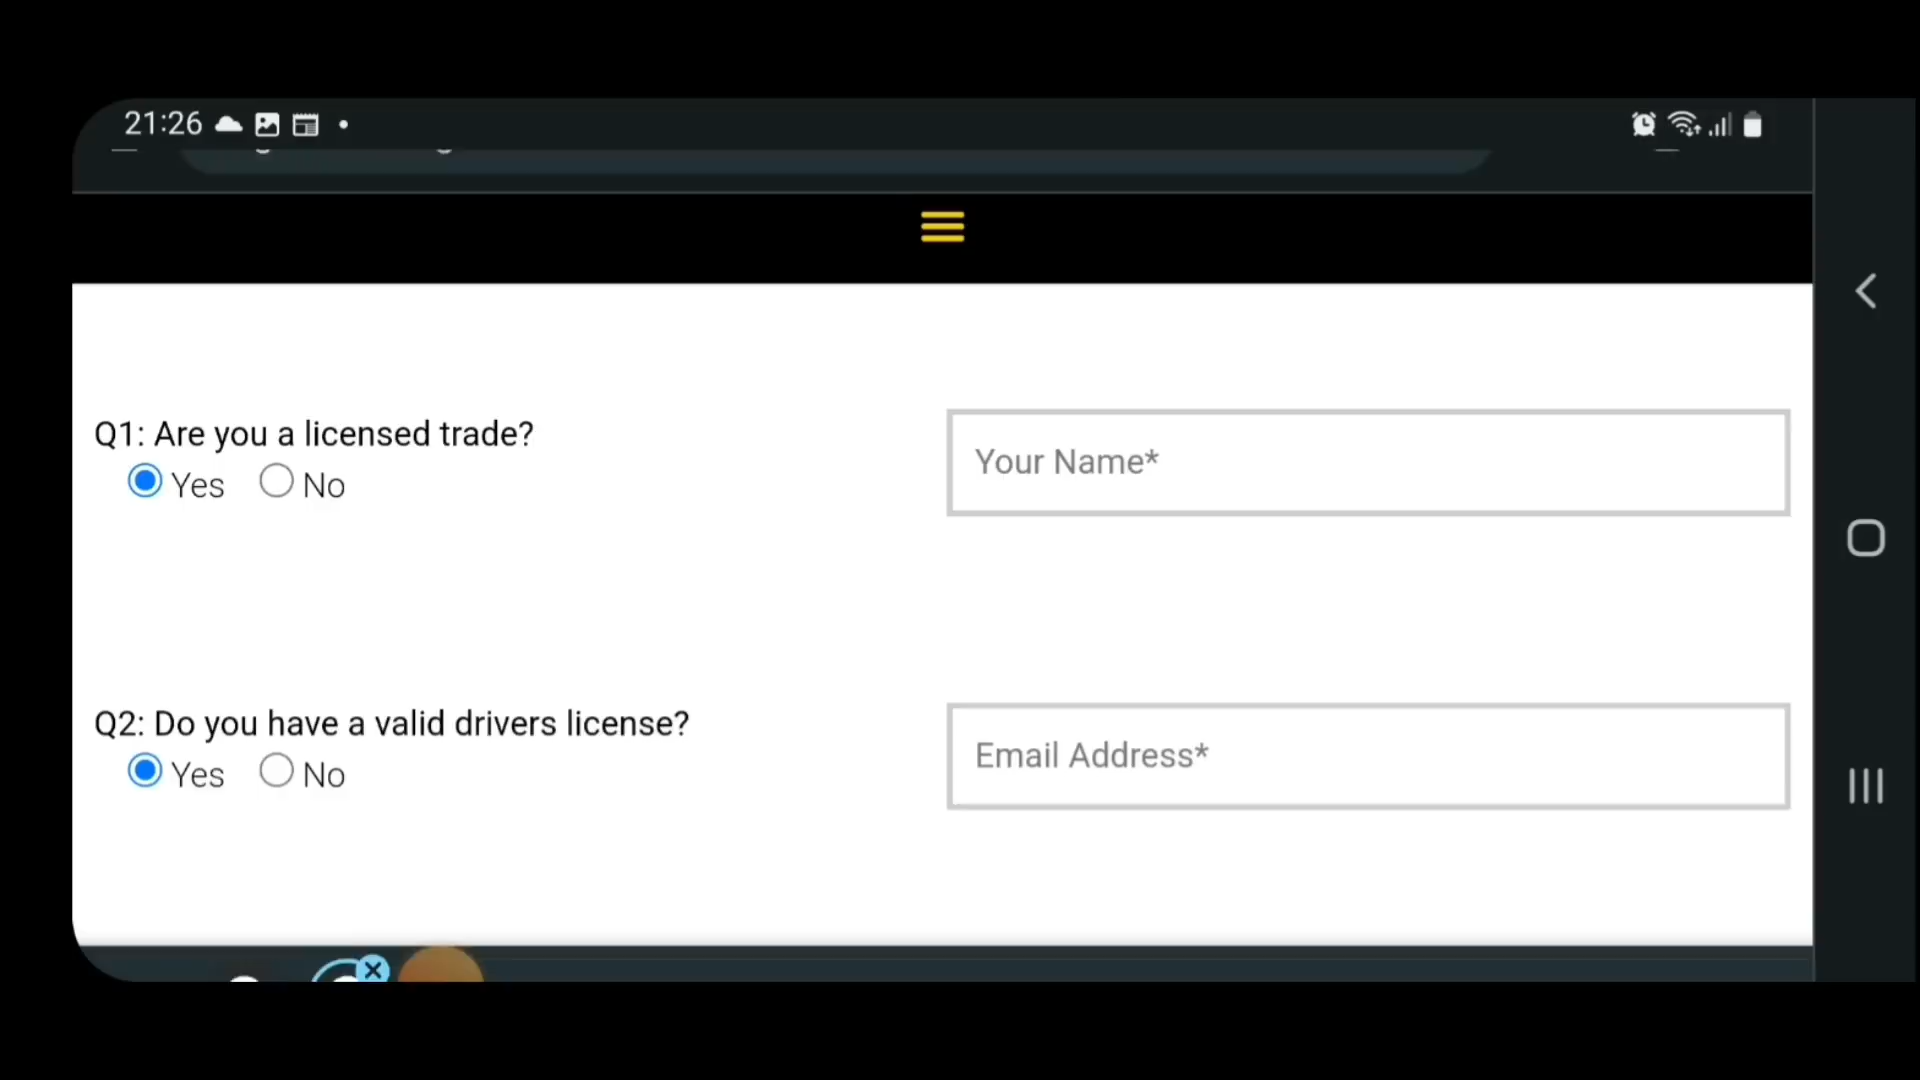 21:26
Q1: Are you a licensed trade?
Yes No
Your Name*
Q2: Do you have a valid drivers license?
Yes No
Email Address*